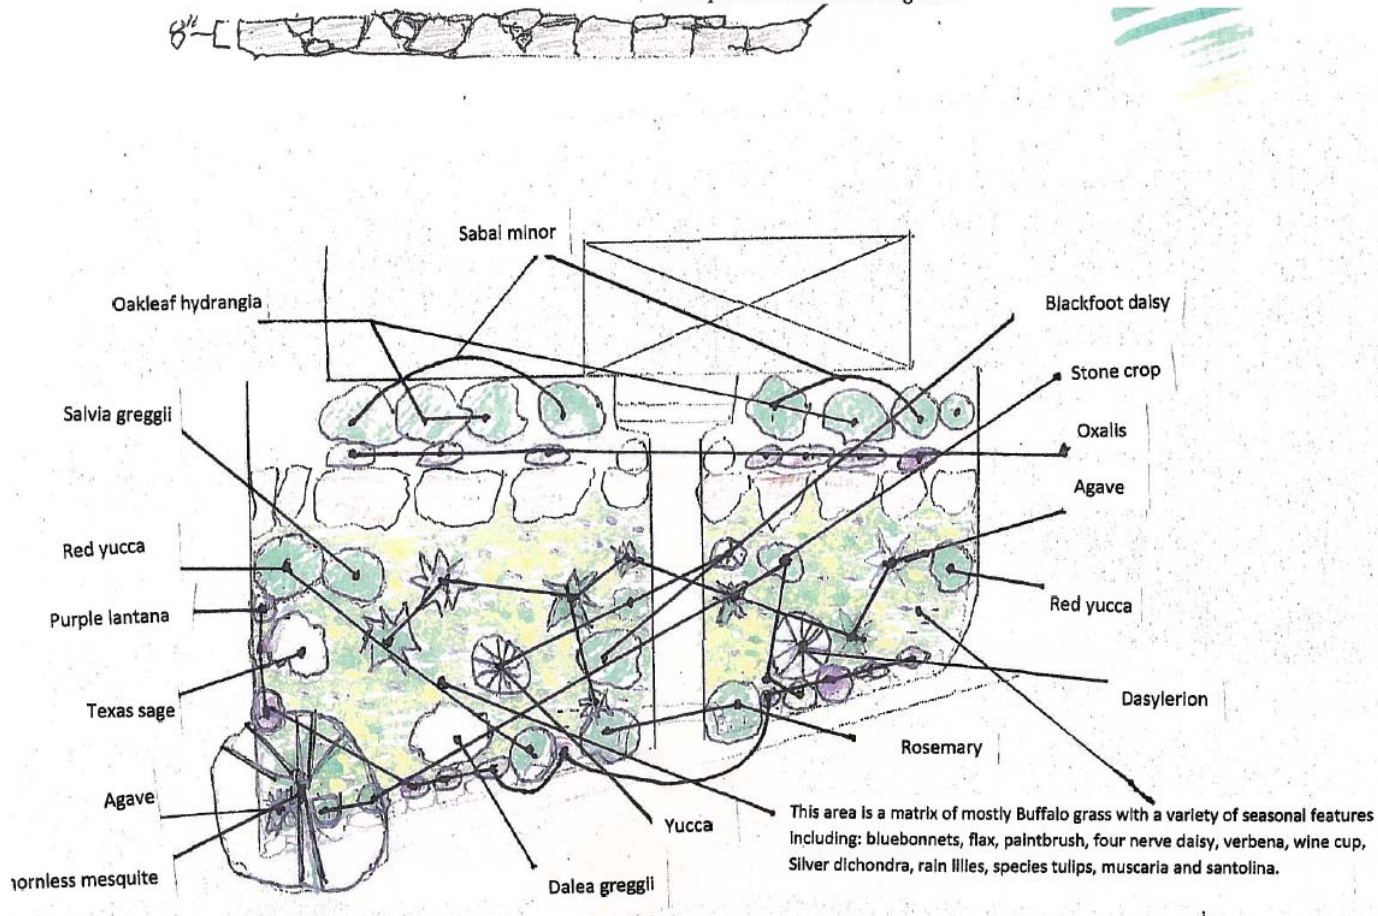 8"
Sabal minor
Oakleaf hydrangia
Blackfoot daisy
Stone crop
Salvia greggii
Oxalis
Agave
Red yucca
Red yucca
Purple lantana
Texas sage
Dasylerion
Rosemary
Agave
Yucca
This area is a matrix of mostly Buffalo grass with a variety of seasonal features
including: bluebonnets, flax, paintbrush, four nerve daisy, verbena, wine cup,
Silver dichondra, rain lilies, species tulips, muscaria and santolina.
ornless mesquite
Dalea greggii